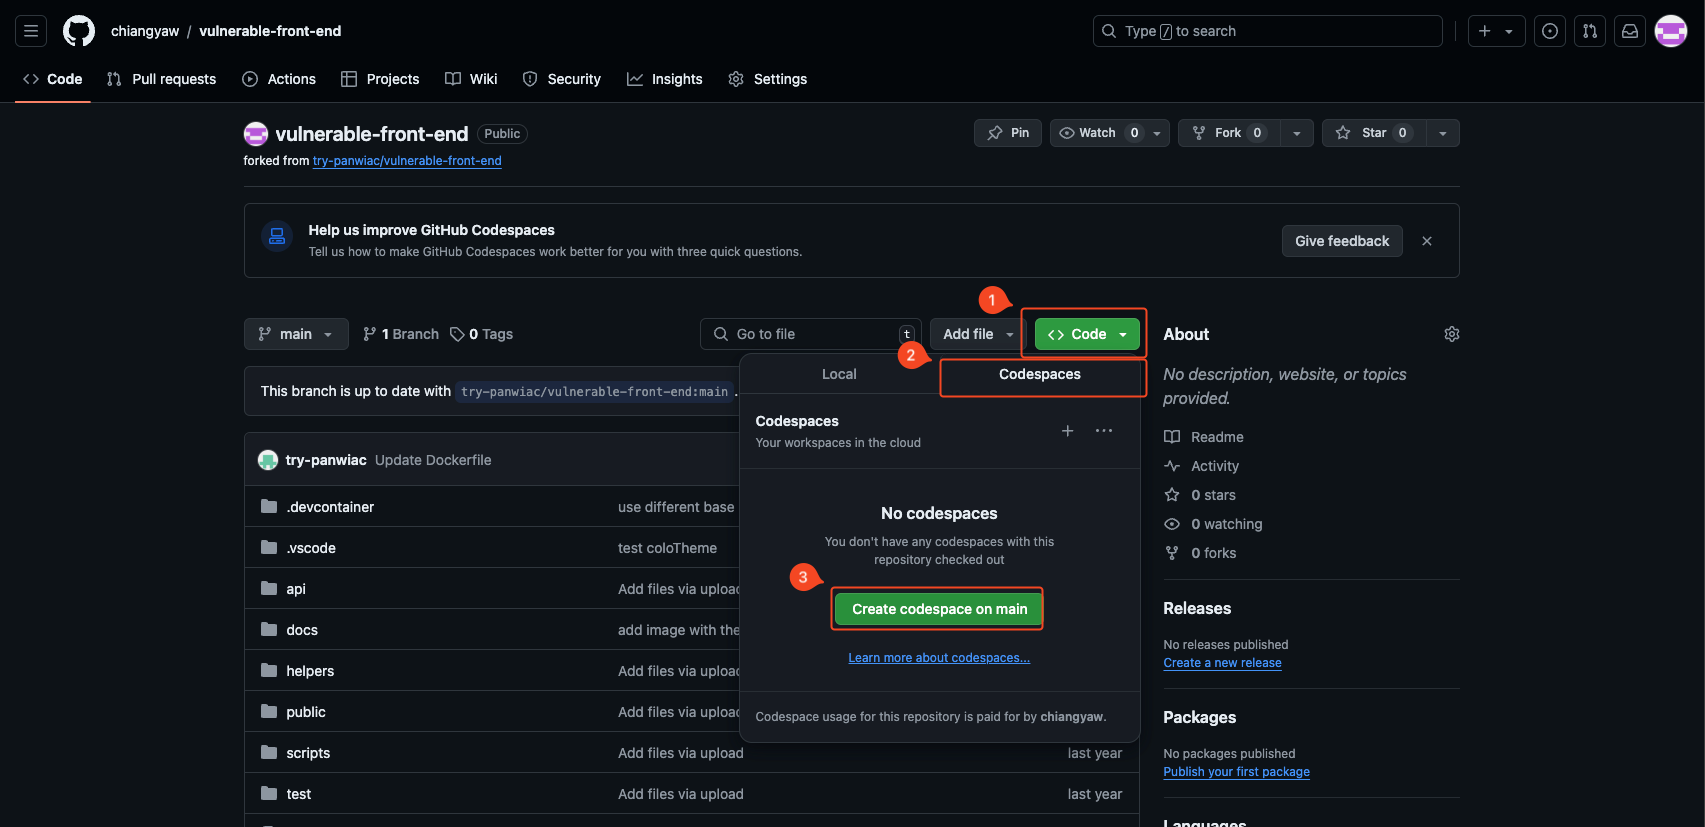 chiangyaw / vulnerable-front-end
Type / to search
Code
Pull requests
Actions
Projects
Wiki
Security
Insights
Settings
vulnerable-front-end Public
forked from try-panwiac/vulnerable-front-end
Pin
Watch 0
Fork 0
Star 0
Help us improve GitHub Codespaces
Tell us how to make GitHub Codespaces work better for you with three quick questions.
Give feedback
1
main
1 Branch
0 Tags
Go to file t
Add file
Code
2
Local
Codespaces
This branch is up to date with try-panwiac/vulnerable-front-end:main .
Codespaces
Your workspaces in the cloud
No codespaces
You don't have any codespaces with this
repository checked out
3
Create codespace on main
Learn more about codespaces...
Codespace usage for this repository is paid for by chiangyaw.
try-panwiac Update Dockerfile
.devcontainer use different base
.vscode test coloTheme
api Add files via upload
docs add image with the
helpers Add files via upload
public Add files via upload
scripts Add files via upload last year
test Add files via upload last year
About
No description, website, or topics
provided.
Readme
Activity
0 stars
0 watching
0 forks
Releases
No releases published
Create a new release
Packages
No packages published
Publish your first package
Languages